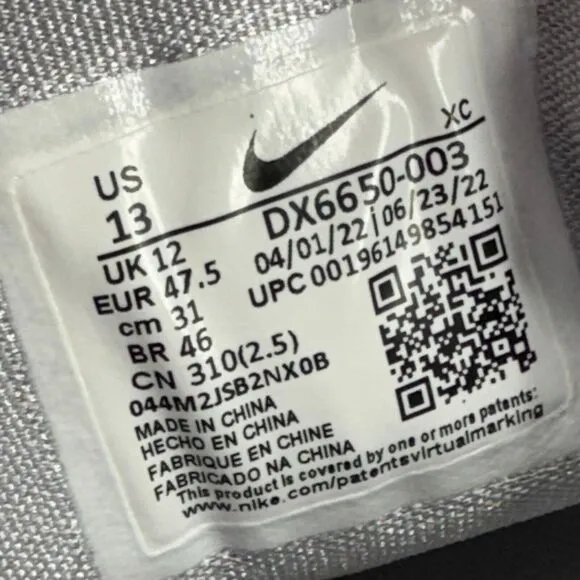 XC
US
13
DX6650-003
UK 12
04/01/22|06/23/22
EUR 47.5
UPC 00196149854151
cm 31
BR 46
CN 310(2.5)
044M2JSB2NX0B
MADE IN CHINA
HECHO EN CHINA
FABRIQUE EN CHINE
FABRICADO NA CHINA
This product is covered by one or more patents:
www.nike.com/patentsvirtualmarking